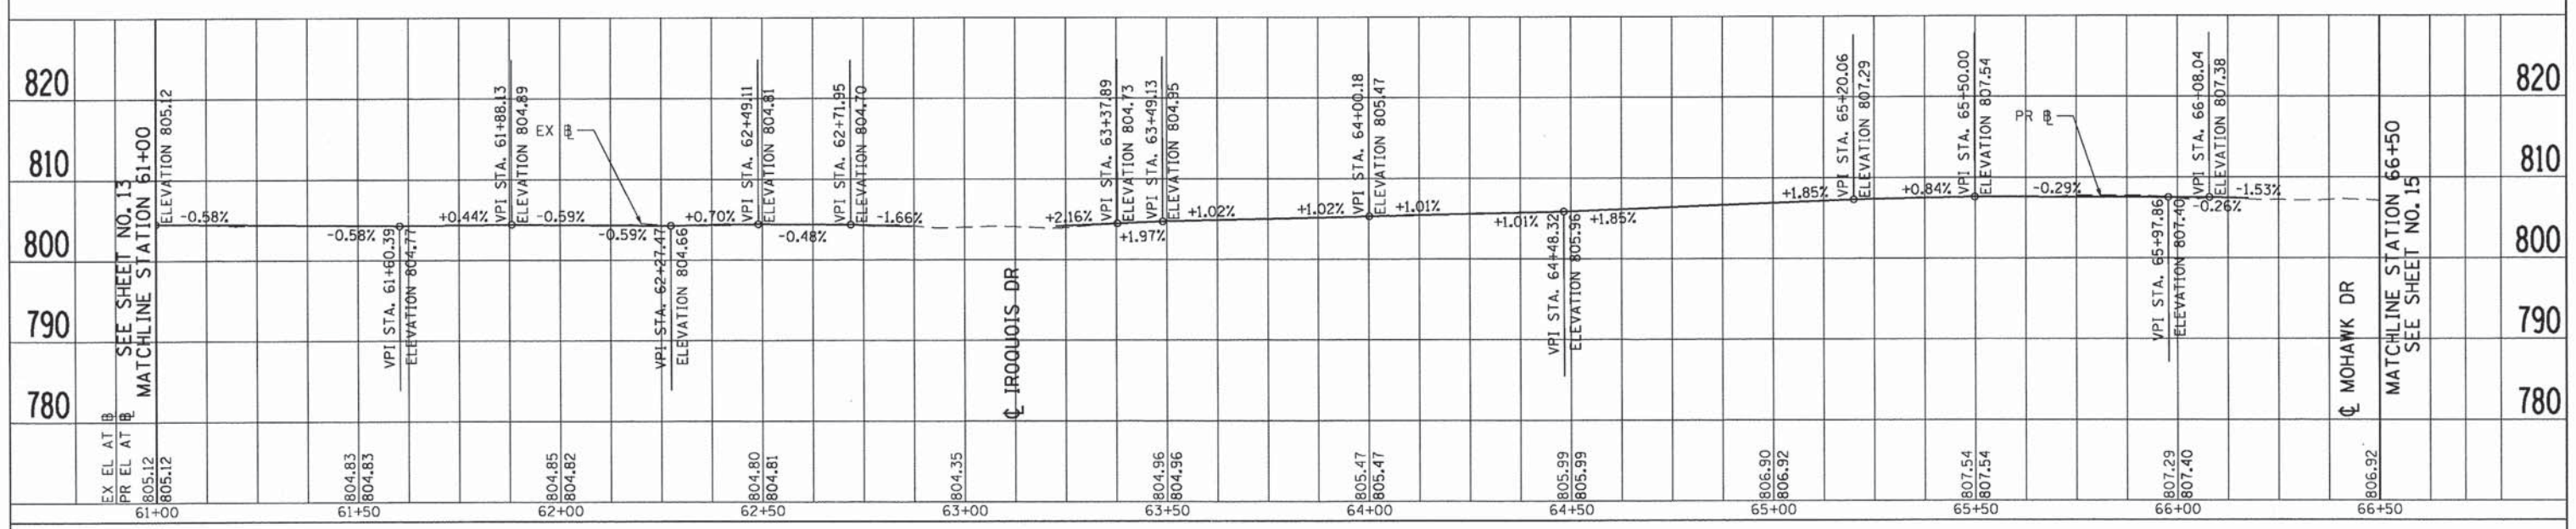 820
810
800
790
780
820
810
800
790
780
SEE SHEET NO. 13
MATCHLINE STATION 61+00
ELEVATION 805.12
-0.58%
-0.58%
VPI STA. 61+60.39
ELEVATION 804.77
+0.44%
VPI STA. 61+88.13
ELEVATION 804.89
-0.59%
EX BL
-0.59%
VPI STA. 62+27.47
ELEVATION 804.66
+0.70%
VPI STA. 62+49.11
ELEVATION 804.81
-0.48%
VPI STA. 62+71.95
ELEVATION 804.70
-1.66%
CL IROQUOIS DR
+2.16%
VPI STA. 63+37.89
ELEVATION 804.73
+1.97%
VPI STA. 63+49.13
ELEVATION 804.95
+1.02%
+1.02%
VPI STA. 64+00.18
ELEVATION 805.47
+1.01%
+1.01%
VPI STA. 64+48.32
ELEVATION 805.96
+1.85%
+1.85%
VPI STA. 65+20.06
ELEVATION 807.29
+0.84%
VPI STA. 65+50.00
ELEVATION 807.54
-0.29%
PR BL
VPI STA. 65+97.86
ELEVATION 807.40
-0.26%
VPI STA. 66+08.04
ELEVATION 807.38
-1.53%
CL MOHAWK DR
MATCHLINE STATION 66+50
SEE SHEET NO. 15
EX EL AT BL
PR EL AT BL
805.12
805.12
804.83
804.83
804.85
804.82
804.80
804.81
804.35
804.96
804.96
805.47
805.47
805.99
805.99
806.90
806.92
807.54
807.54
807.29
807.40
806.92
61+00
61+50
62+00
62+50
63+00
63+50
64+00
64+50
65+00
65+50
66+00
66+50